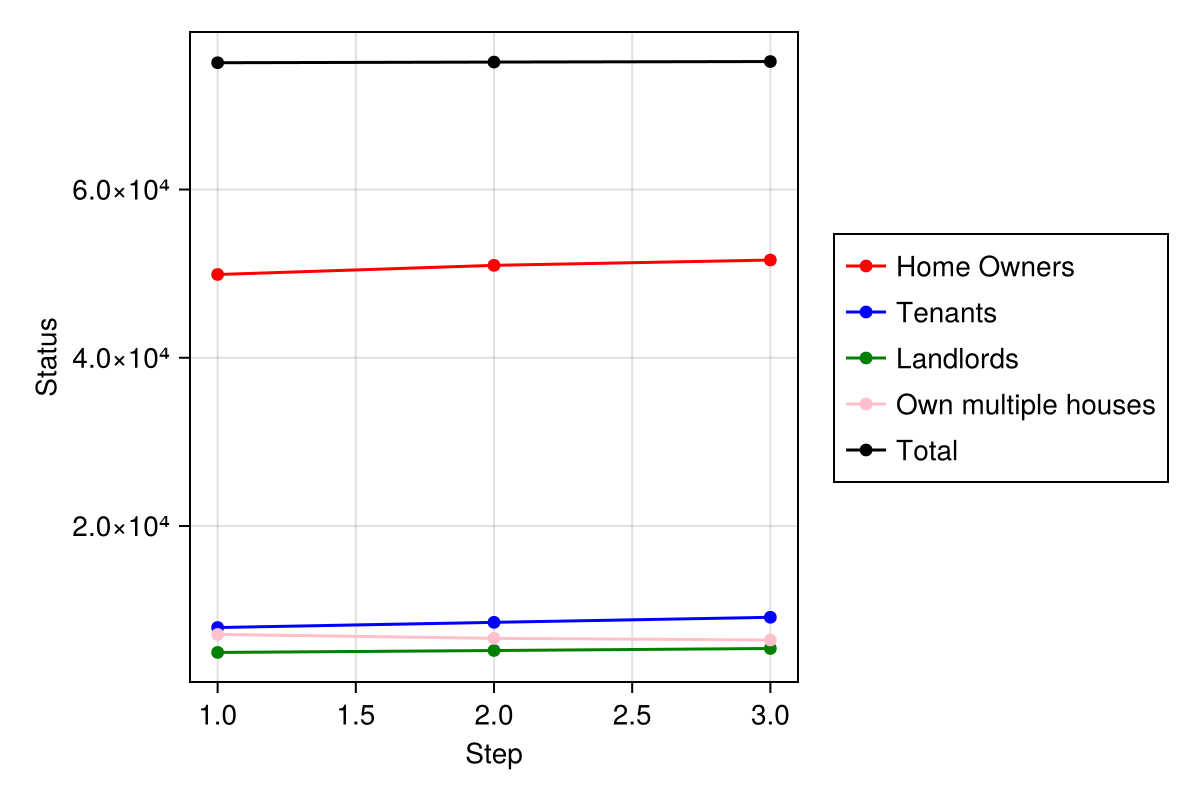 6.0×10⁴
4.0×10⁴
2.0×10⁴
Status
1.0 1.5 2.0 2.5 3.0
Step
Home Owners
Tenants
Landlords
Own multiple houses
Total